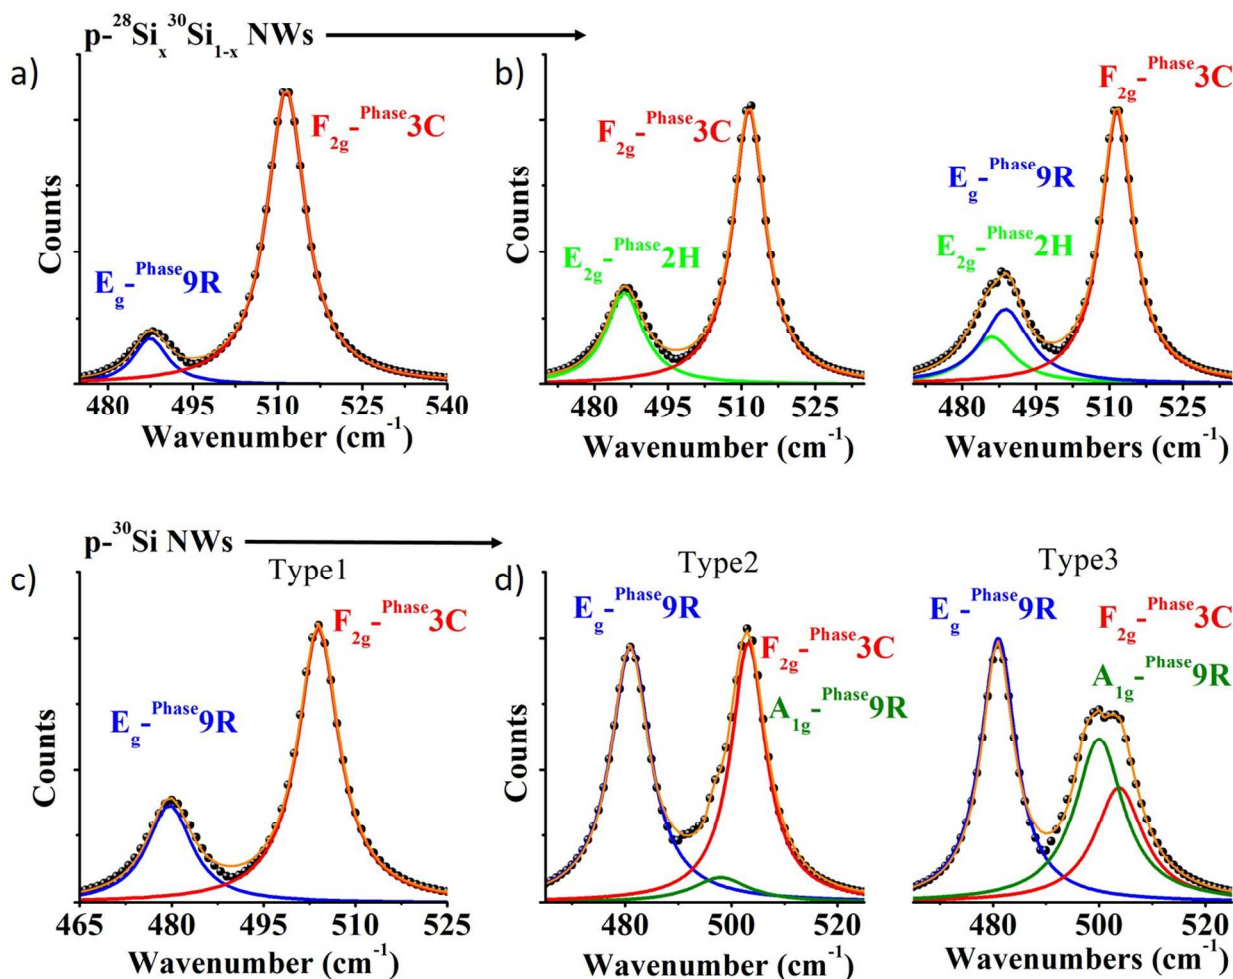 p-²⁸Siₓ³⁰Si₁₋ₓ NWs
a)
F₂g-ᴾʰᵃˢᵉ3C
Eg-ᴾʰᵃˢᵉ9R
Counts
480 495 510 525 540
Wavenumber (cm⁻¹)
b)
F₂g-ᴾʰᵃˢᵉ3C
E₂g-ᴾʰᵃˢᵉ2H
Counts
480 495 510 525
Wavenumber (cm⁻¹)
F₂g-ᴾʰᵃˢᵉ3C
Eg-ᴾʰᵃˢᵉ9R
E₂g-ᴾʰᵃˢᵉ2H
480 495 510 525
Wavenumbers (cm⁻¹)
p-³⁰Si NWs
c)
Type1
F₂g-ᴾʰᵃˢᵉ3C
Eg-ᴾʰᵃˢᵉ9R
Counts
465 480 495 510 525
Wavenumber (cm⁻¹)
d)
Type2
Eg-ᴾʰᵃˢᵉ9R
F₂g-ᴾʰᵃˢᵉ3C
A₁g-ᴾʰᵃˢᵉ9R
Counts
480 500 520
Wavenumber (cm⁻¹)
Type3
Eg-ᴾʰᵃˢᵉ9R
F₂g-ᴾʰᵃˢᵉ3C
A₁g-ᴾʰᵃˢᵉ9R
480 500 520
Wavenumbers (cm⁻¹)